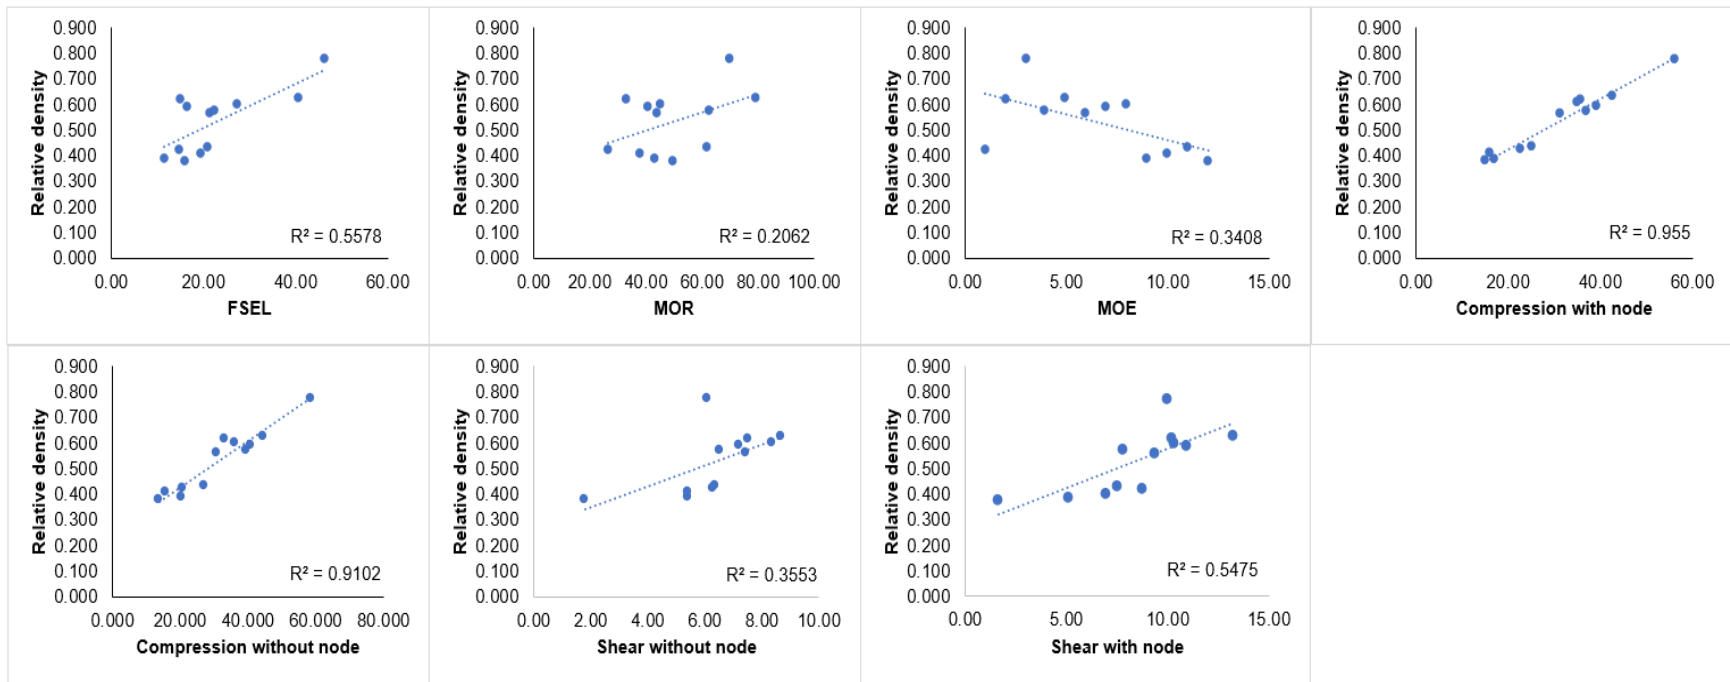 0.900
0.800
0.700
0.600
0.500
0.400
0.300
0.200
0.100
0.000
Relative density
R² = 0.5578
0.00 20.00 40.00 60.00
FSEL
0.900
0.800
0.700
0.600
0.500
0.400
0.300
0.200
0.100
0.000
Relative density
R² = 0.2062
0.00 20.00 40.00 60.00 80.00 100.00
MOR
0.900
0.800
0.700
0.600
0.500
0.400
0.300
0.200
0.100
0.000
Relative density
R² = 0.3408
0.00 5.00 10.00 15.00
MOE
0.900
0.800
0.700
0.600
0.500
0.400
0.300
0.200
0.100
0.000
Relative density
R² = 0.955
0.00 20.00 40.00 60.00
Compression with node
0.900
0.800
0.700
0.600
0.500
0.400
0.300
0.200
0.100
0.000
Relative density
R² = 0.9102
0.000 20.000 40.000 60.000 80.000
Compression without node
0.900
0.800
0.700
0.600
0.500
0.400
0.300
0.200
0.100
0.000
Relative density
R² = 0.3553
0.00 2.00 4.00 6.00 8.00 10.00
Shear without node
0.900
0.800
0.700
0.600
0.500
0.400
0.300
0.200
0.100
0.000
Relative density
R² = 0.5475
0.00 5.00 10.00 15.00
Shear with node